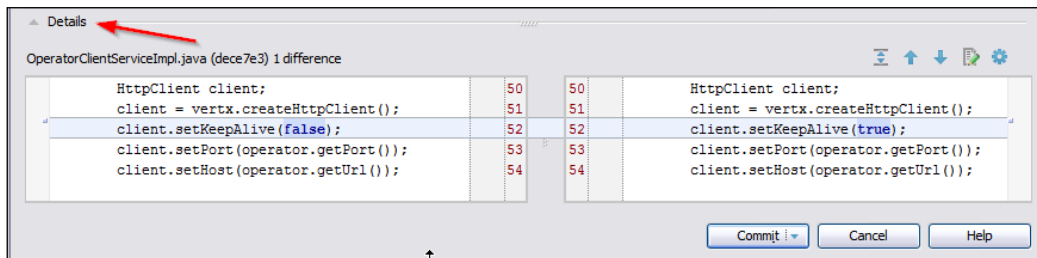 Details
OperatorClientServiceImpl.java (dece7e3) 1 difference
HttpClient client; 50 50 HttpClient client;
client = vertx.createHttpClient(); 51 51 client = vertx.createHttpClient();
client.setKeepAlive(false); 52 52 client.setKeepAlive(true);
client.setPort(operator.getPort()); 53 53 client.setPort(operator.getPort());
client.setHost(operator.getUrl()); 54 54 client.setHost(operator.getUrl());
Commit Cancel Help